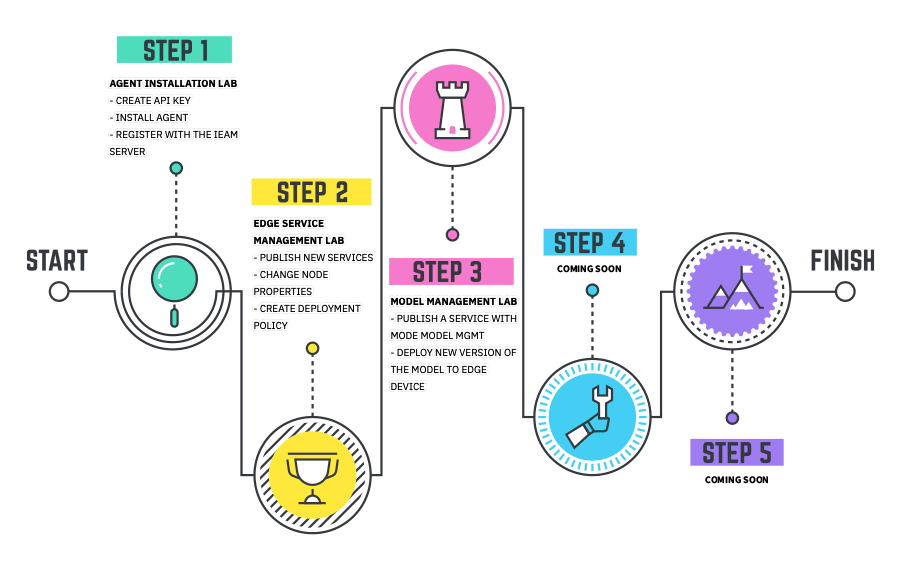 START
STEP 1
AGENT INSTALLATION LAB
- CREATE API KEY
- INSTALL AGENT
- REGISTER WITH THE IEAM
SERVER
STEP 2
EDGE SERVICE
MANAGEMENT LAB
- PUBLISH NEW SERVICES
- CHANGE NODE
PROPERTIES
- CREATE DEPLOYMENT
POLICY
STEP 3
MODEL MANAGEMENT LAB
- PUBLISH A SERVICE WITH
MODE MODEL MGMT
- DEPLOY NEW VERSION OF
THE MODEL TO EDGE
DEVICE
STEP 4
COMING SOON
STEP 5
COMING SOON
FINISH